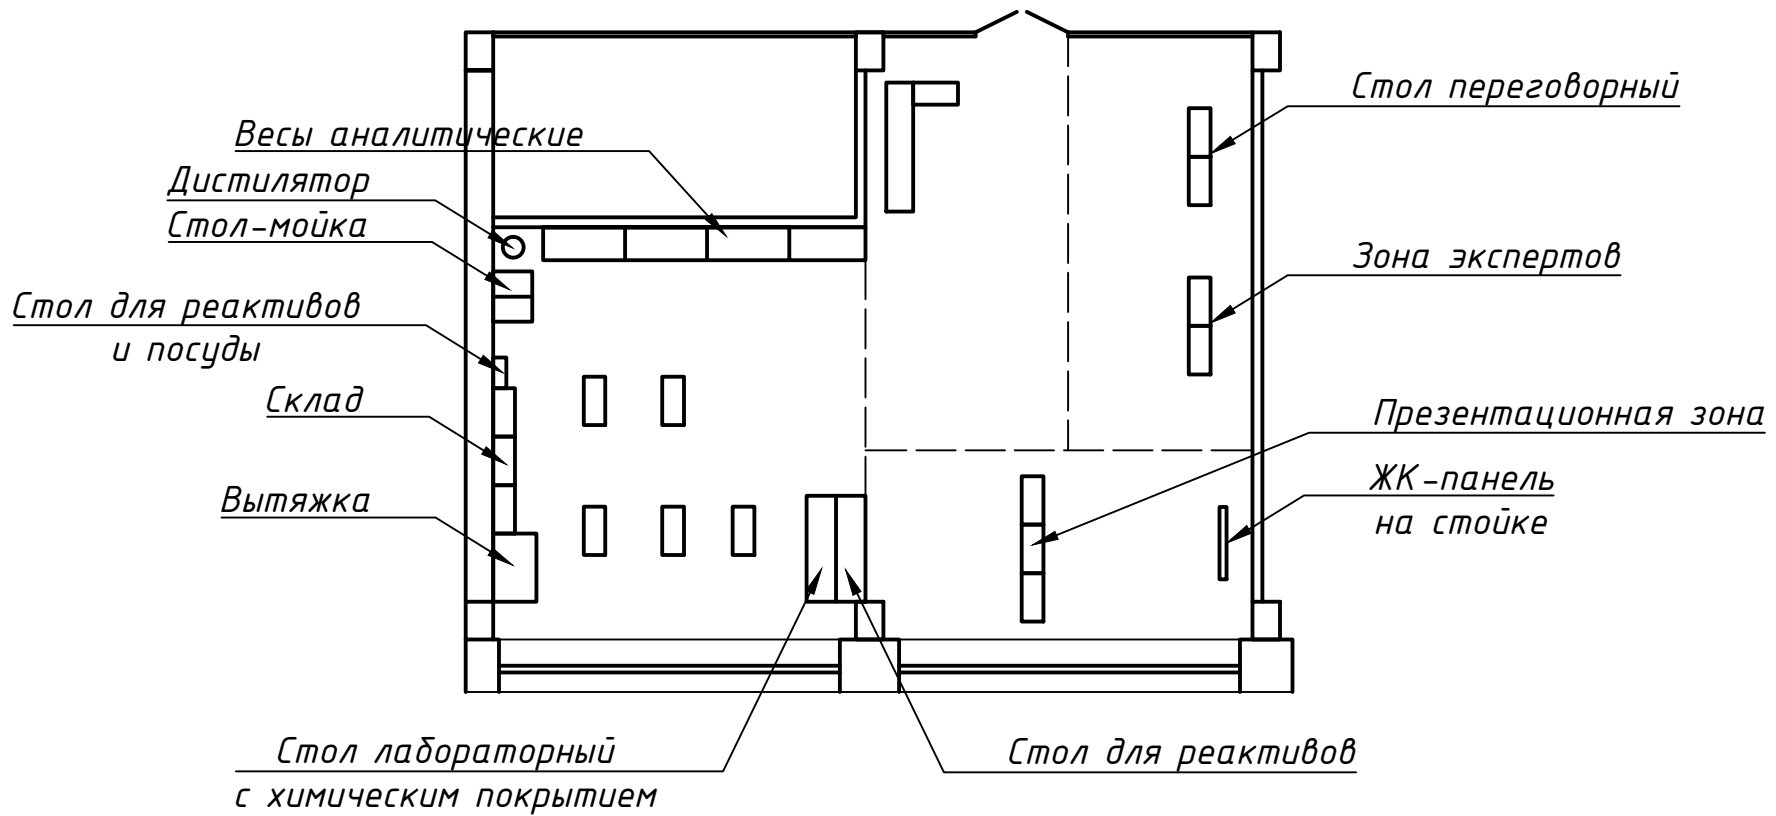 Весы аналитические
Дистилятор
Стол-мойка
Стол для реактивов
и посуды
Склад
Вытяжка
Стол лабораторный
с химическим покрытием
Стол для реактивов
Стол переговорный
Зона экспертов
Презентационная зона
ЖК-панель
на стойке